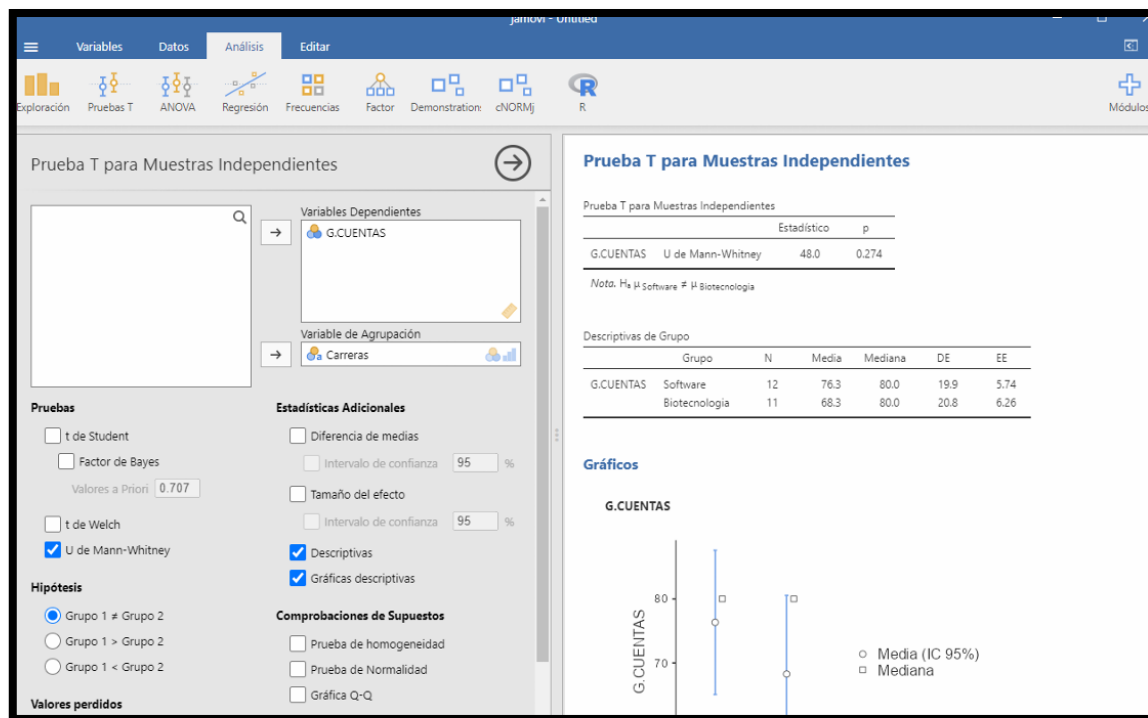 jamovi - Untitled
Variables Datos Análisis Editar
Exploración Pruebas T ANOVA Regresión Frecuencias Factor Demonstrations cNORMj R Módulos
Prueba T para Muestras Independientes
Variables Dependientes
G.CUENTAS
Variable de Agrupación
Carreras
Pruebas
t de Student
Factor de Bayes
Valores a Priori 0.707
t de Welch
U de Mann-Whitney
Hipótesis
Grupo 1 ≠ Grupo 2
Grupo 1 > Grupo 2
Grupo 1 < Grupo 2
Valores perdidos
Estadísticas Adicionales
Diferencia de medias
Intervalo de confianza 95 %
Tamaño del efecto
Intervalo de confianza 95 %
Descriptivas
Gráficas descriptivas
Comprobaciones de Supuestos
Prueba de homogeneidad
Prueba de Normalidad
Gráfica Q-Q
Prueba T para Muestras Independientes
Prueba T para Muestras Independientes
Estadístico p
G.CUENTAS U de Mann-Whitney 48.0 0.274
Nota. Hₐ μ Software ≠ μ Biotecnologia
Descriptivas de Grupo
Grupo N Media Mediana DE EE
G.CUENTAS Software 12 76.3 80.0 19.9 5.74
Biotecnologia 11 68.3 80.0 20.8 6.26
Gráficos
G.CUENTAS
80
70
G.CUENTAS
Media (IC 95%)
Mediana